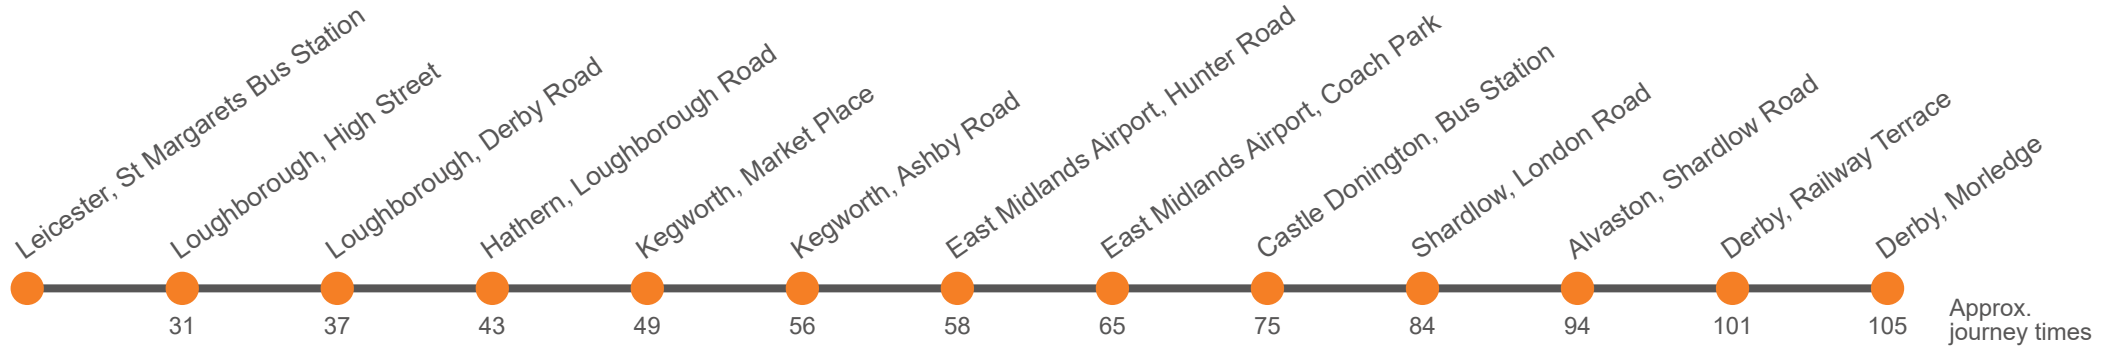 Leicester, St Margarets Bus Station
Loughborough, High Street
Loughborough, Derby Road
Hathern, Loughborough Road
Kegworth, Market Place
Kegworth, Ashby Road
East Midlands Airport, Hunter Road
East Midlands Airport, Coach Park
Castle Donington, Bus Station
Shardlow, London Road
Alvaston, Shardlow Road
Derby, Railway Terrace
Derby, Morledge
31 37 43 49 56 58 65 75 84 94 101 105
Approx.
journey times